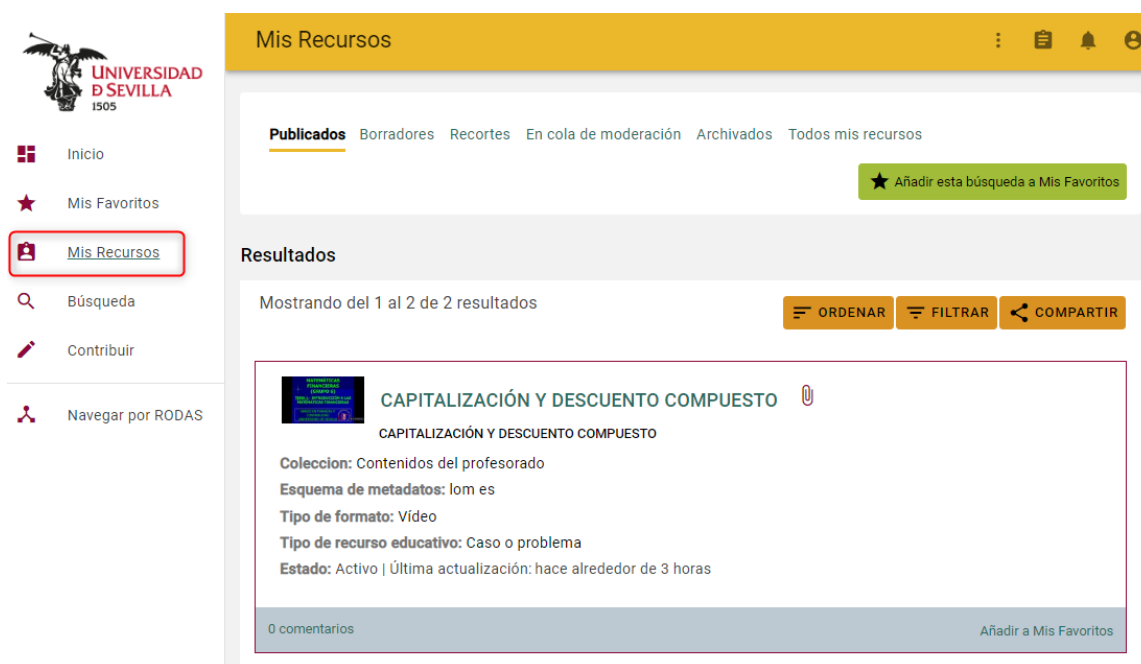 UNIVERSIDAD
D SEVILLA
1505
Inicio
Mis Favoritos
Mis Recursos
Búsqueda
Contribuir
Navegar por RODAS
Mis Recursos
Publicados Borradores Recortes En cola de moderación Archivados Todos mis recursos
Añadir esta búsqueda a Mis Favoritos
Resultados
Mostrando del 1 al 2 de 2 resultados
ORDENAR FILTRAR COMPARTIR
MATEMÁTICAS
FINANCIERAS
(GRUPO 6)
CAPITALIZACIÓN Y DESCUENTO COMPUESTO
CAPITALIZACIÓN Y DESCUENTO COMPUESTO
Coleccion: Contenidos del profesorado
Esquema de metadatos: lom es
Tipo de formato: Vídeo
Tipo de recurso educativo: Caso o problema
Estado: Activo | Última actualización: hace alrededor de 3 horas
0 comentarios Añadir a Mis Favoritos